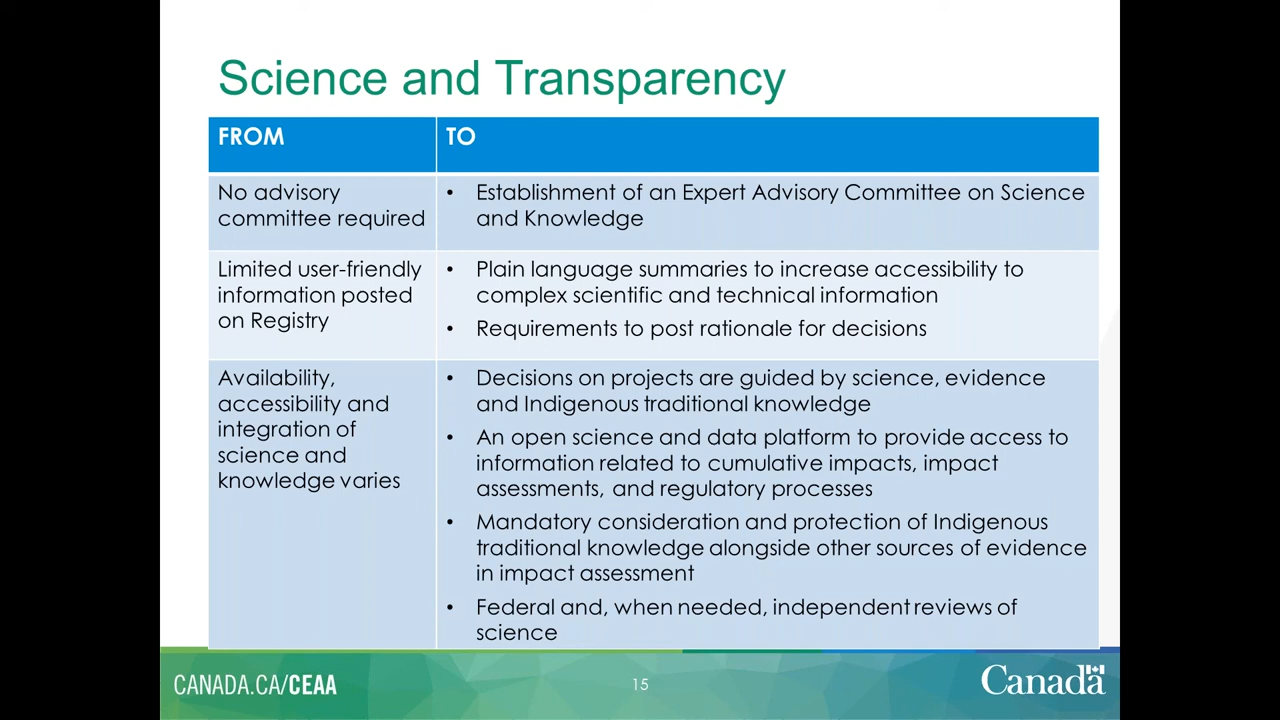 Science and Transparency
FROM
TO
No advisory
committee required
• Establishment of an Expert Advisory Committee on Science
and Knowledge
Limited user-friendly
information posted
on Registry
• Plain language summaries to increase accessibility to
complex scientific and technical information
• Requirements to post rationale for decisions
Availability,
accessibility and
integration of
science and
knowledge varies
• Decisions on projects are guided by science, evidence
and Indigenous traditional knowledge
• An open science and data platform to provide access to
information related to cumulative impacts, impact
assessments, and regulatory processes
• Mandatory consideration and protection of Indigenous
traditional knowledge alongside other sources of evidence
in impact assessment
• Federal and, when needed, independent reviews of
science
CANADA.CA/CEAA
15
Canada